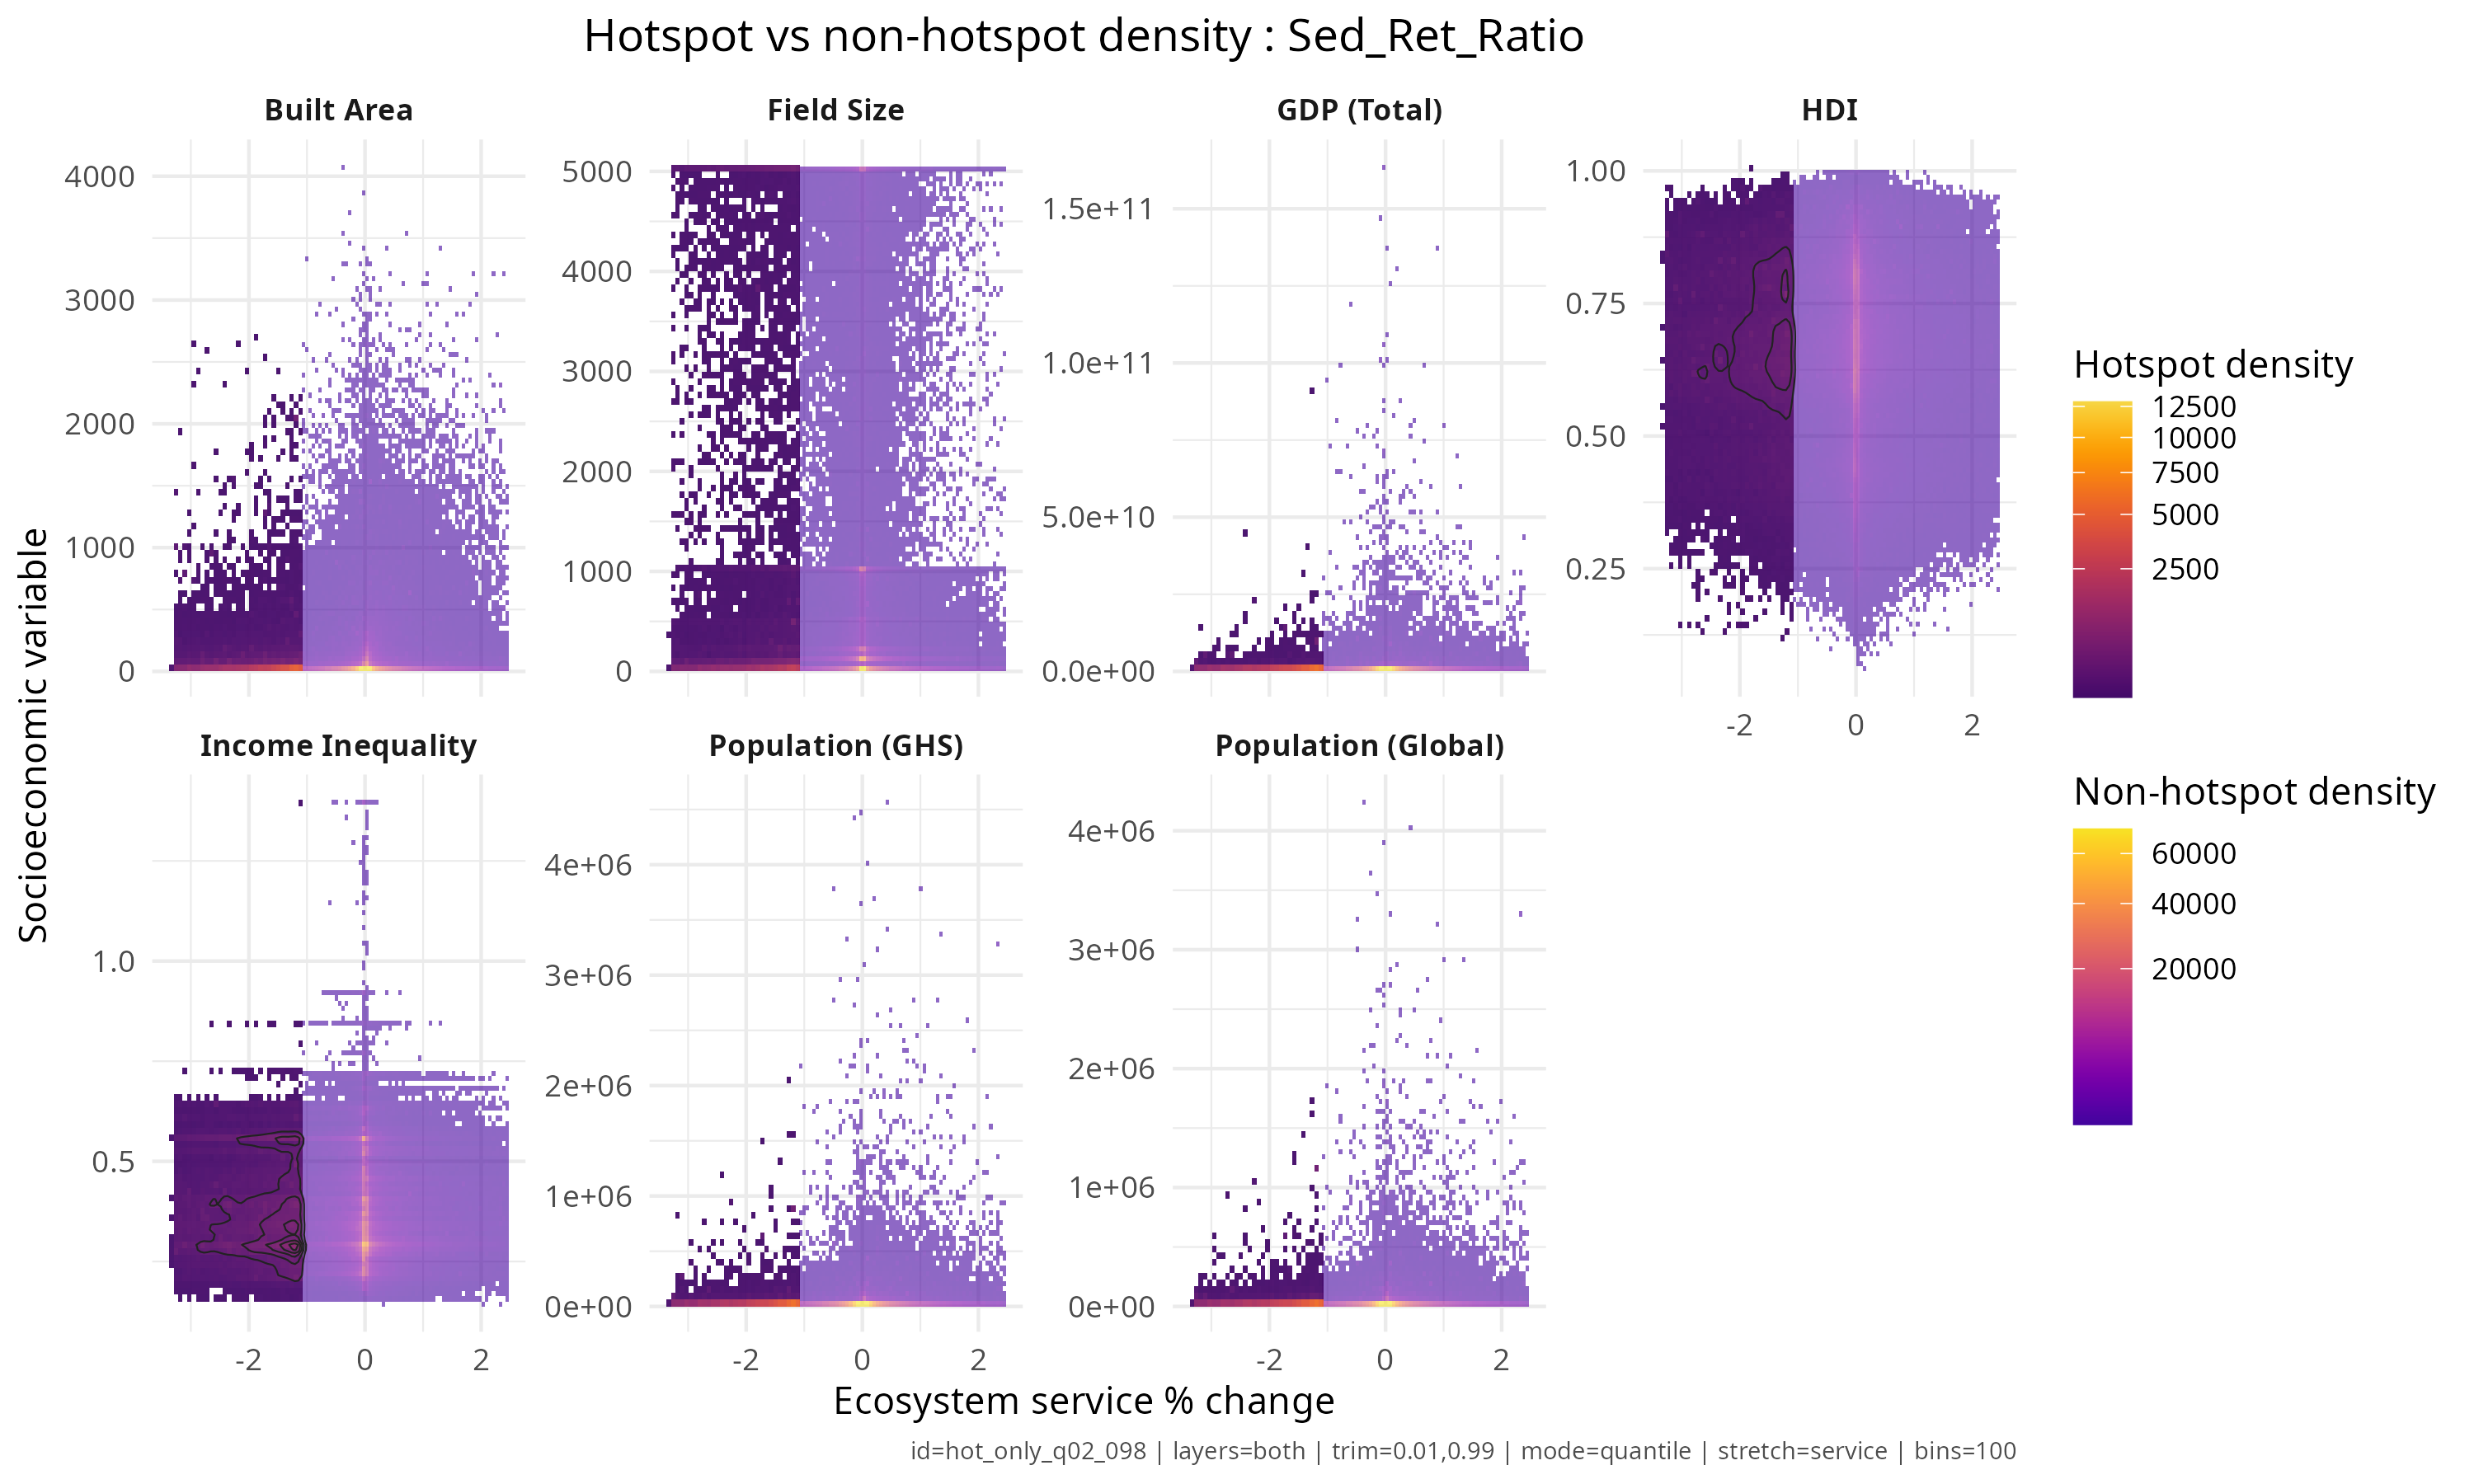 Hotspot vs non-hotspot density : Sed_Ret_Ratio
Built Area
Field Size
GDP (Total)
HDI
4000
3000
2000
1000
0
5000
4000
3000
2000
1000
0
1.5e+11
1.0e+11
5.0e+10
0.0e+00
1.00
0.75
0.50
0.25
-2 0 2
Income Inequality
Population (GHS)
Population (Global)
1.0
0.5
4e+06
3e+06
2e+06
1e+06
0e+00
4e+06
3e+06
2e+06
1e+06
0e+00
-2 0 2
-2 0 2
-2 0 2
Socioeconomic variable
Ecosystem service % change
Hotspot density
12500
10000
7500
5000
2500
Non-hotspot density
60000
40000
20000
id=hot_only_q02_098 | layers=both | trim=0.01,0.99 | mode=quantile | stretch=service | bins=100